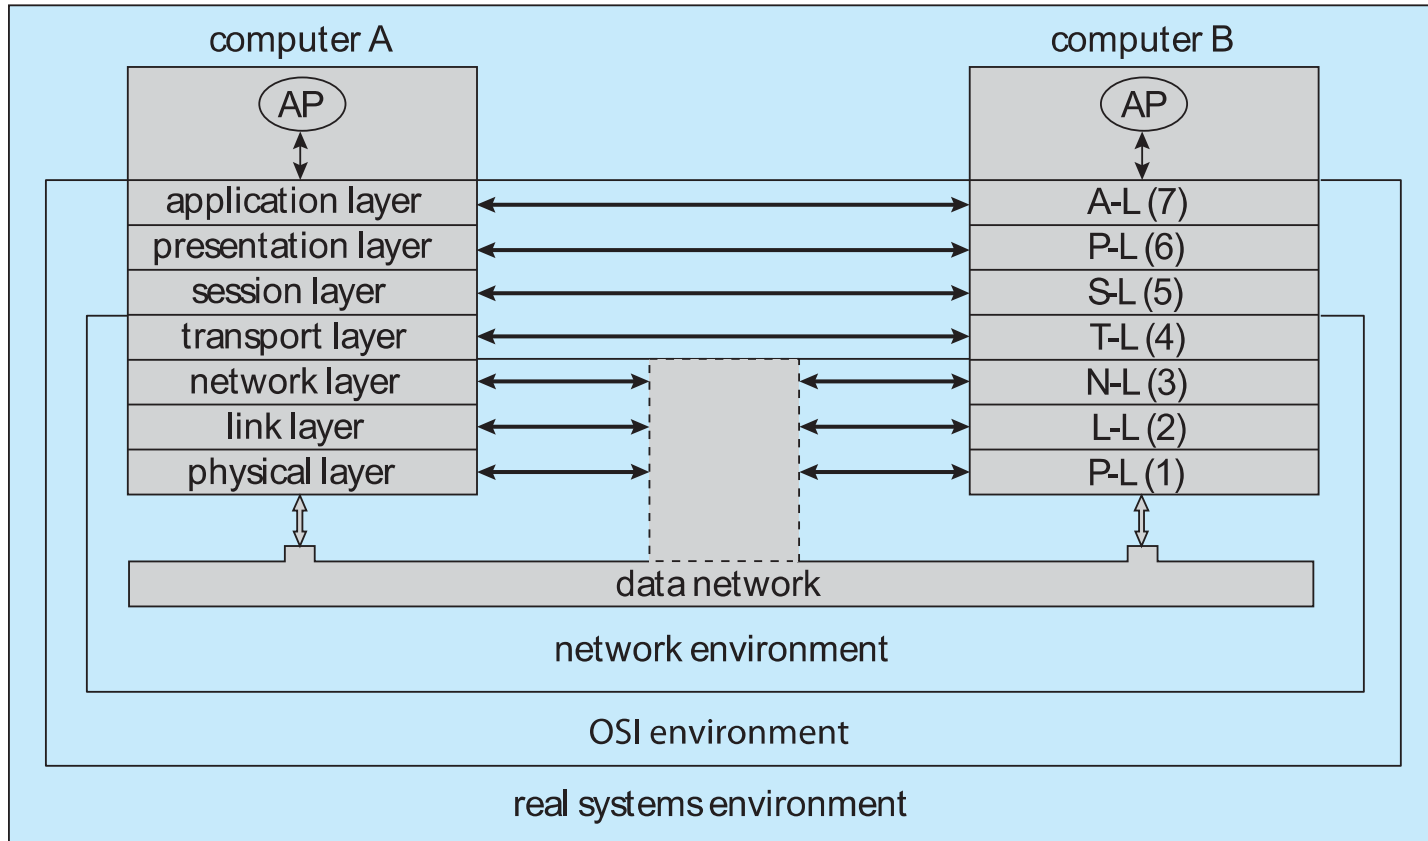 computer A
computer B
AP
AP
application layer
A-L (7)
presentation layer
P-L (6)
session layer
S-L (5)
transport layer
T-L (4)
network layer
N-L (3)
link layer
L-L (2)
physical layer
P-L (1)
data network
network environment
OSI environment
real systems environment